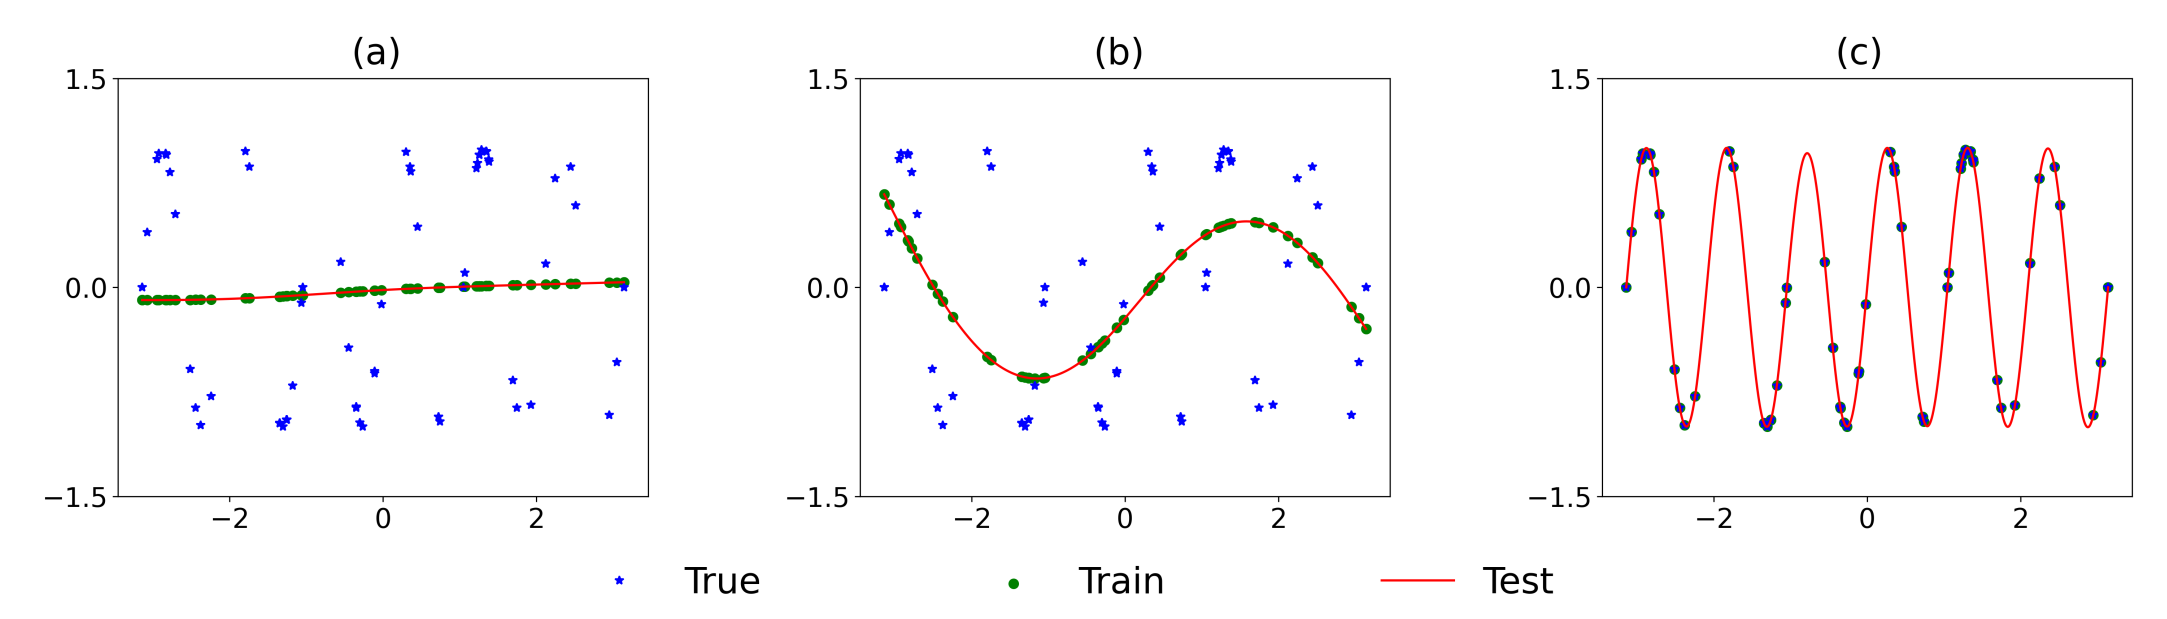 (a) (b) (c)
1.5 1.5 1.5
0.0 0.0 0.0
−1.5 −1.5 −1.5
−2 0 2 −2 0 2 −2 0 2
True Train Test